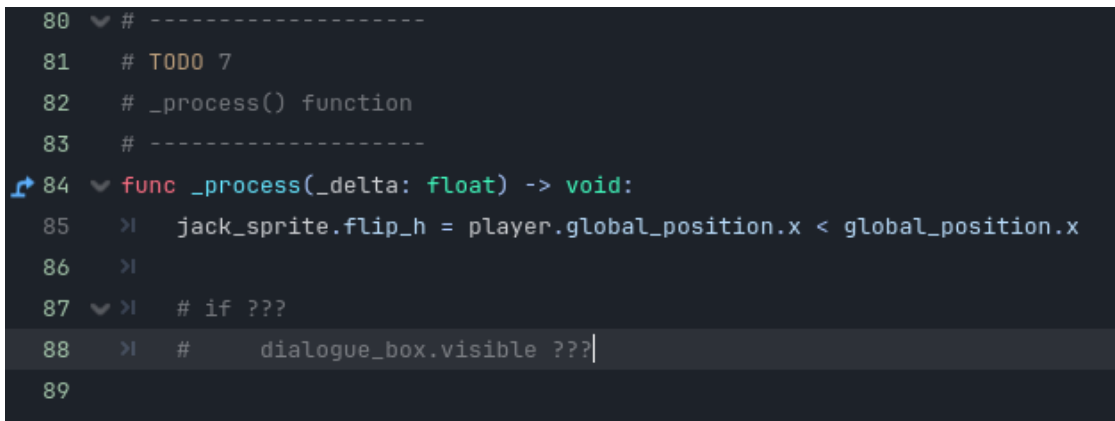 80 # --------------------
81 # TODO 7
82 # _process() function
83 # --------------------
84 func _process(_delta: float) -> void:
85 jack_sprite.flip_h = player.global_position.x < global_position.x
86
87 # if ???
88 #     dialogue_box.visible ???
89